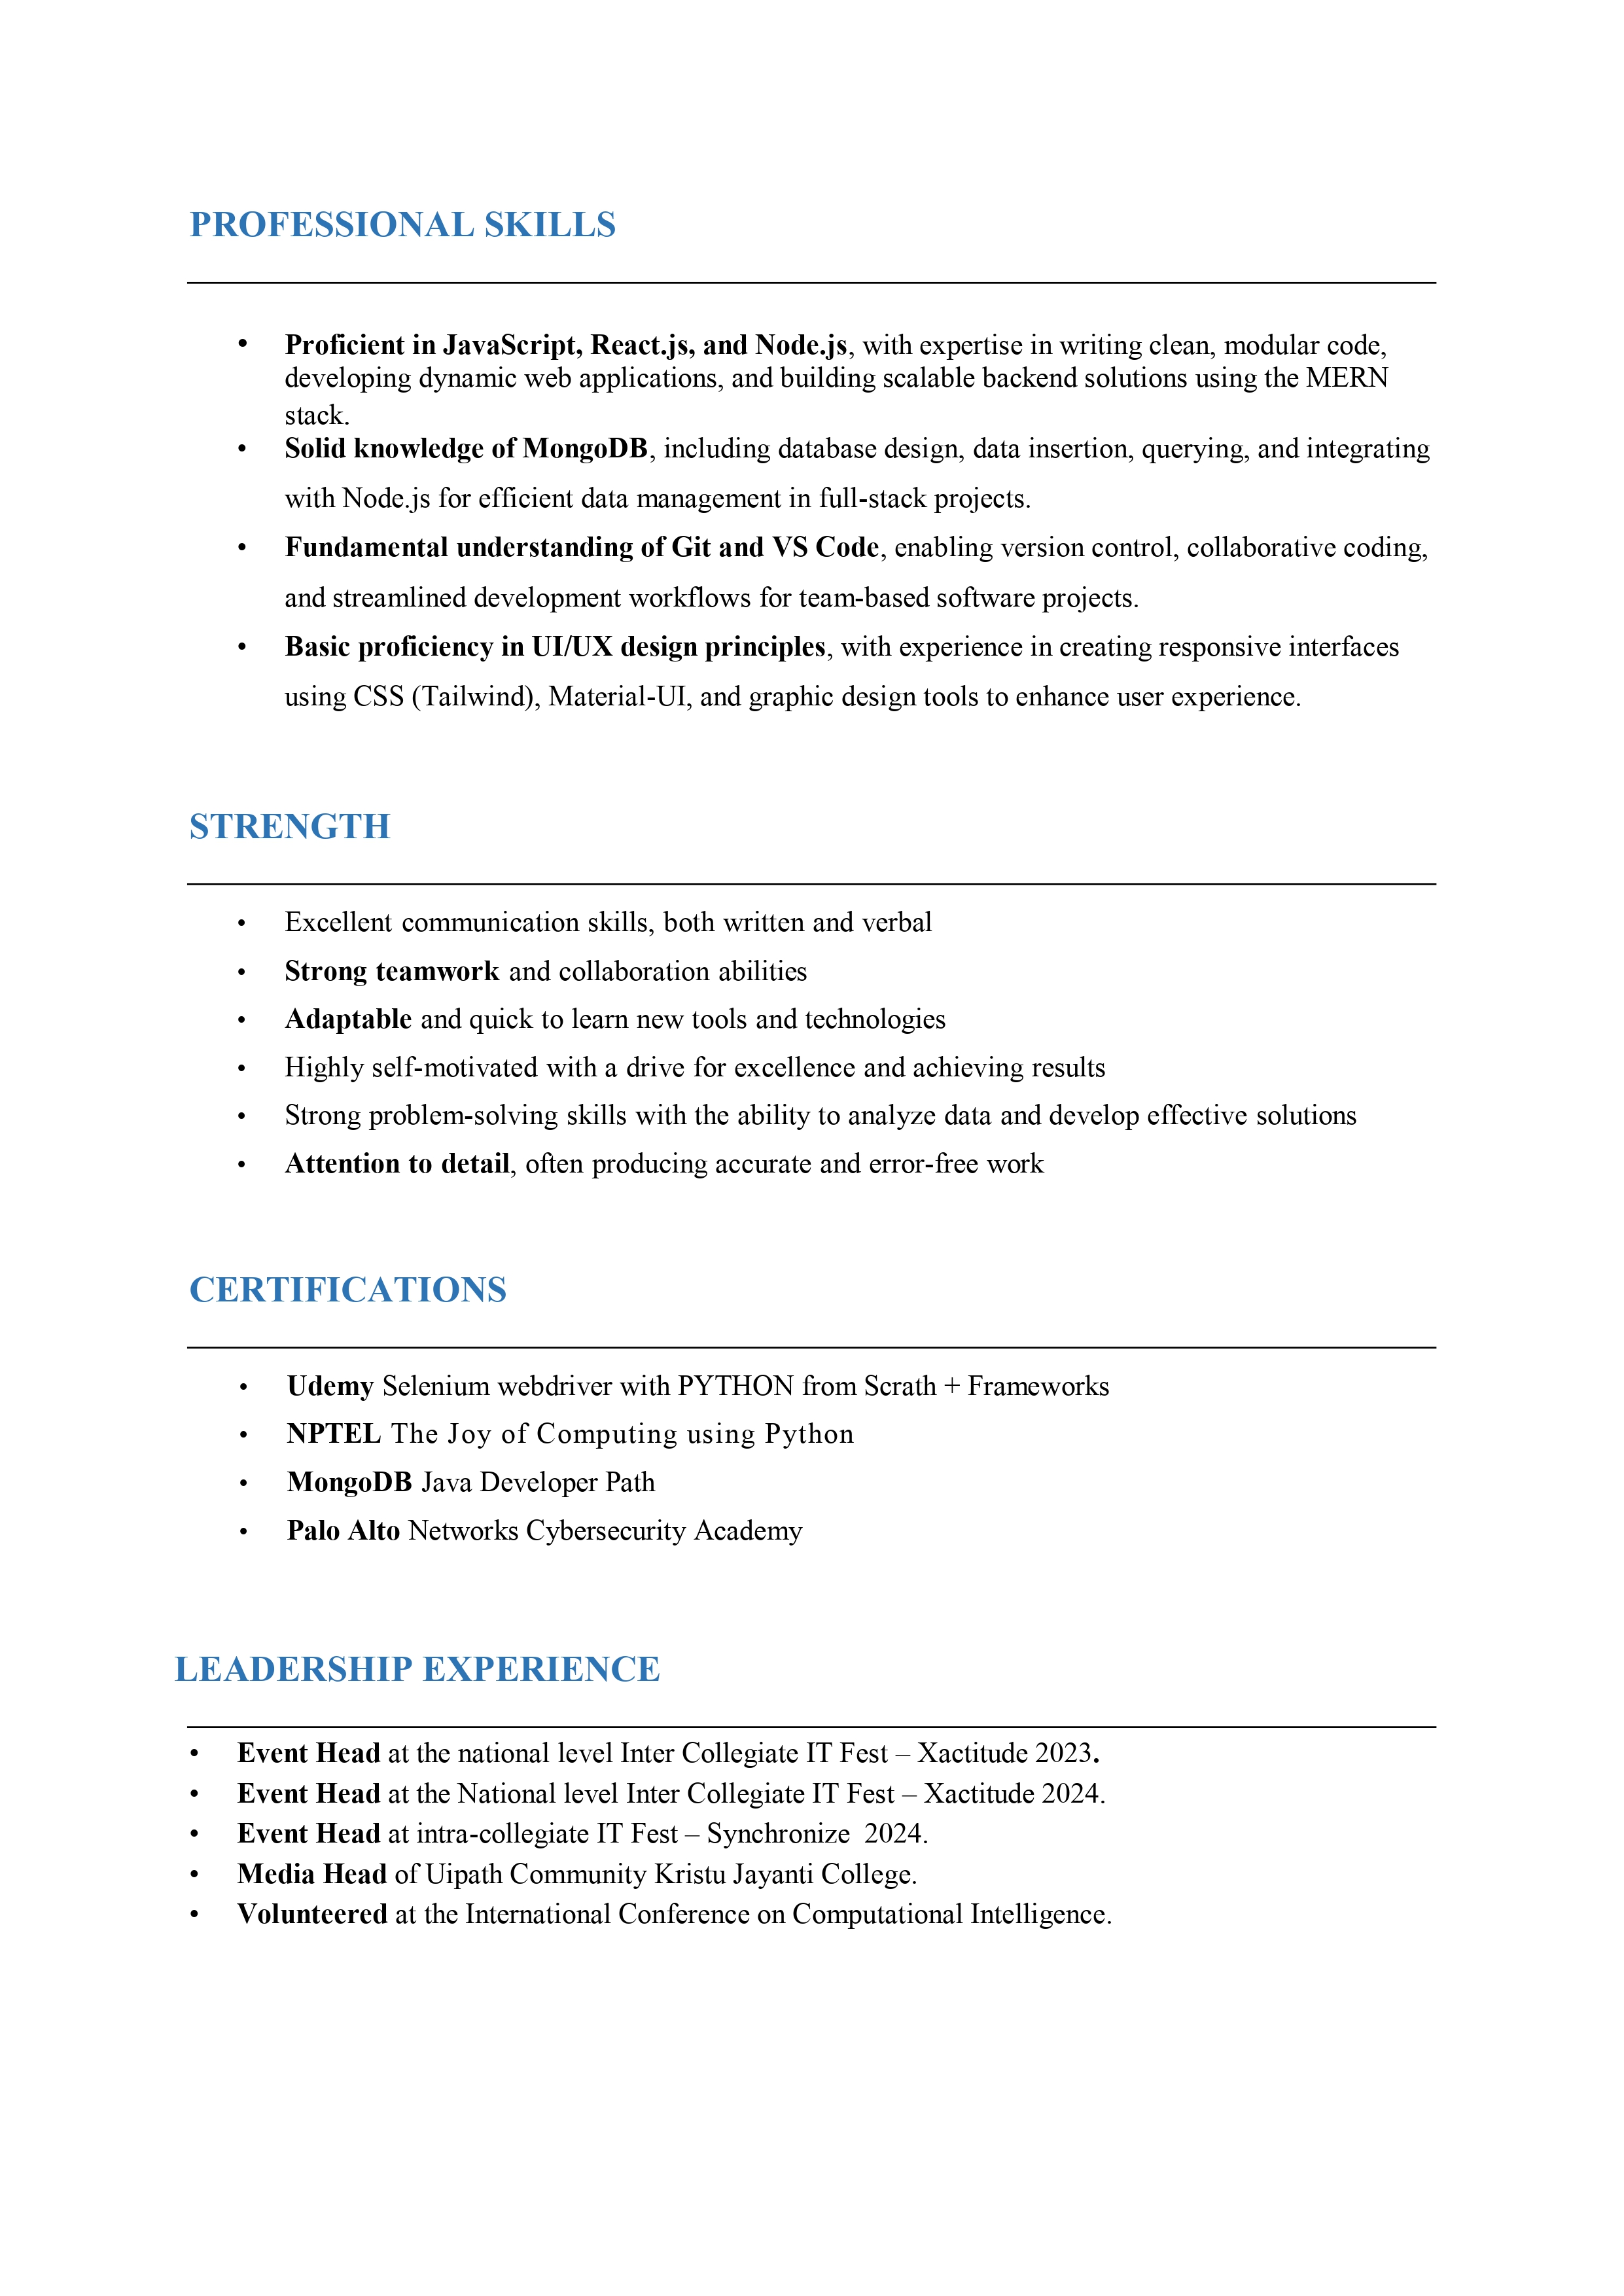 PROFESSIONAL SKILLS
• Proficient in JavaScript, React.js, and Node.js, with expertise in writing clean, modular code,
developing dynamic web applications, and building scalable backend solutions using the MERN
stack.
• Solid knowledge of MongoDB, including database design, data insertion, querying, and integrating
with Node.js for efficient data management in full-stack projects.
• Fundamental understanding of Git and VS Code, enabling version control, collaborative coding,
and streamlined development workflows for team-based software projects.
• Basic proficiency in UI/UX design principles, with experience in creating responsive interfaces
using CSS (Tailwind), Material-UI, and graphic design tools to enhance user experience.
STRENGTH
• Excellent communication skills, both written and verbal
• Strong teamwork and collaboration abilities
• Adaptable and quick to learn new tools and technologies
• Highly self-motivated with a drive for excellence and achieving results
• Strong problem-solving skills with the ability to analyze data and develop effective solutions
• Attention to detail, often producing accurate and error-free work
CERTIFICATIONS
• Udemy Selenium webdriver with PYTHON from Scrath + Frameworks
• NPTEL The Joy of Computing using Python
• MongoDB Java Developer Path
• Palo Alto Networks Cybersecurity Academy
LEADERSHIP EXPERIENCE
• Event Head at the national level Inter Collegiate IT Fest – Xactitude 2023.
• Event Head at the National level Inter Collegiate IT Fest – Xactitude 2024.
• Event Head at intra-collegiate IT Fest – Synchronize  2024.
• Media Head of Uipath Community Kristu Jayanti College.
• Volunteered at the International Conference on Computational Intelligence.